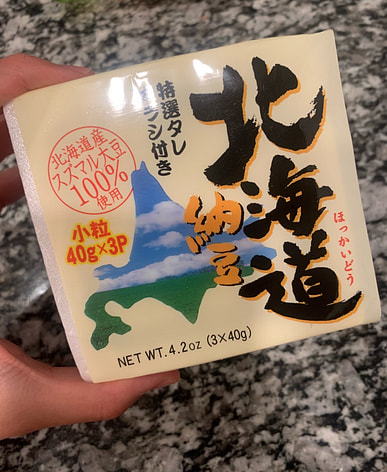 北海道
ほっかいどう
納豆
特選タレ
カラシ付き
北海道産
スズマル大豆
100%
使用
小粒
40g×3P
NET WT. 4.2oz (3×40g)